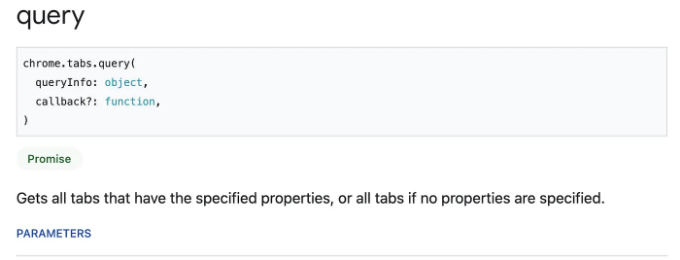 query
chrome.tabs.query(
queryInfo: object,
callback?: function,
)
Promise
Gets all tabs that have the specified properties, or all tabs if no properties are specified.
PARAMETERS